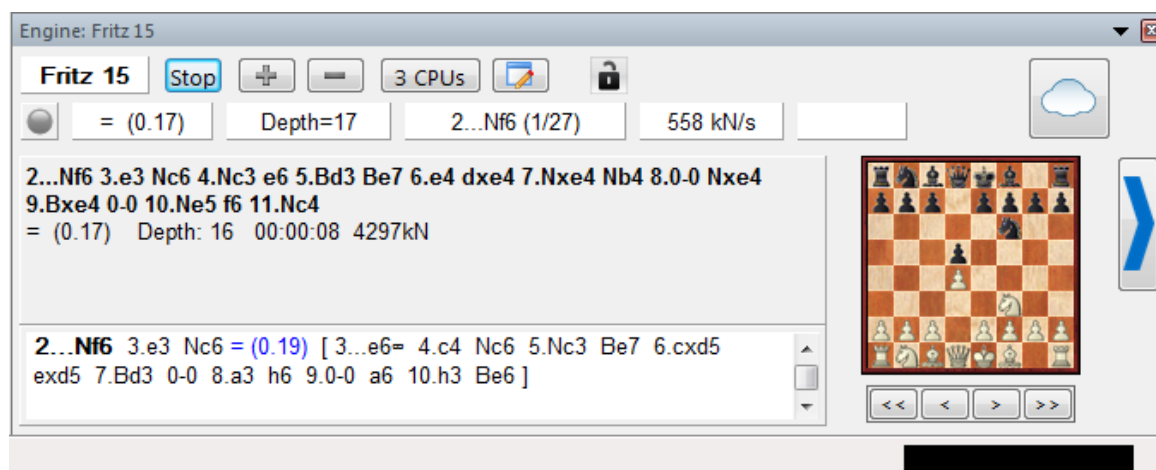 Engine: Fritz 15
Fritz 15 Stop 3 CPUs
= (0.17) Depth=17 2...Nf6 (1/27) 558 kN/s
2...Nf6 3.e3 Nc6 4.Nc3 e6 5.Bd3 Be7 6.e4 dxe4 7.Nxe4 Nb4 8.0-0 Nxe4
9.Bxe4 0-0 10.Ne5 f6 11.Nc4
= (0.17) Depth: 16 00:00:08 4297kN
2...Nf6 3.e3 Nc6 = (0.19) [ 3...e6= 4.c4 Nc6 5.Nc3 Be7 6.cxd5
exd5 7.Bd3 0-0 8.a3 h6 9.0-0 a6 10.h3 Be6 ]
<< < > >>